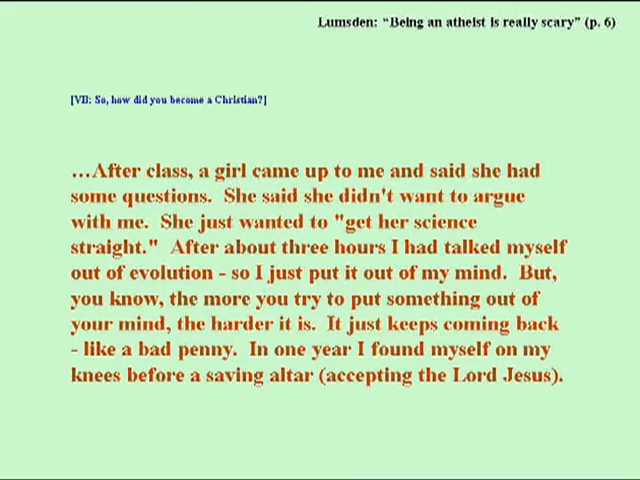 Lumsden: “Being an atheist is really scary” (p. 6)
[VB: So, how did you become a Christian?]
…After class, a girl came up to me and said she had
some questions.  She said she didn't want to argue
with me.  She just wanted to "get her science
straight."  After about three hours I had talked myself
out of evolution - so I just put it out of my mind.  But,
you know, the more you try to put something out of
your mind, the harder it is.  It just keeps coming back
- like a bad penny.  In one year I found myself on my
knees before a saving altar (accepting the Lord Jesus).